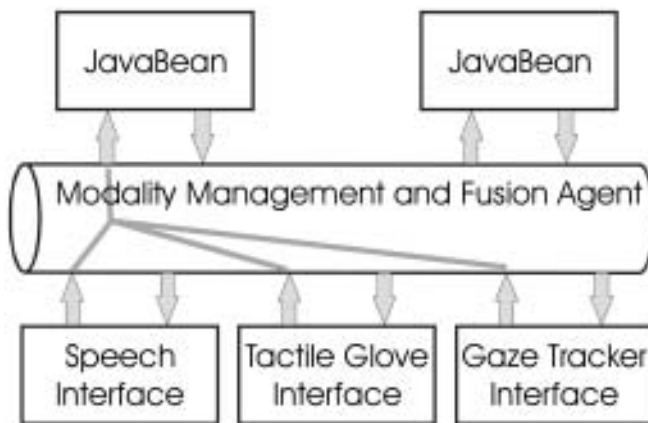 JavaBean
JavaBean
Modality Management and Fusion Agent
Speech
Interface
Tactile Glove
Interface
Gaze Tracker
Interface